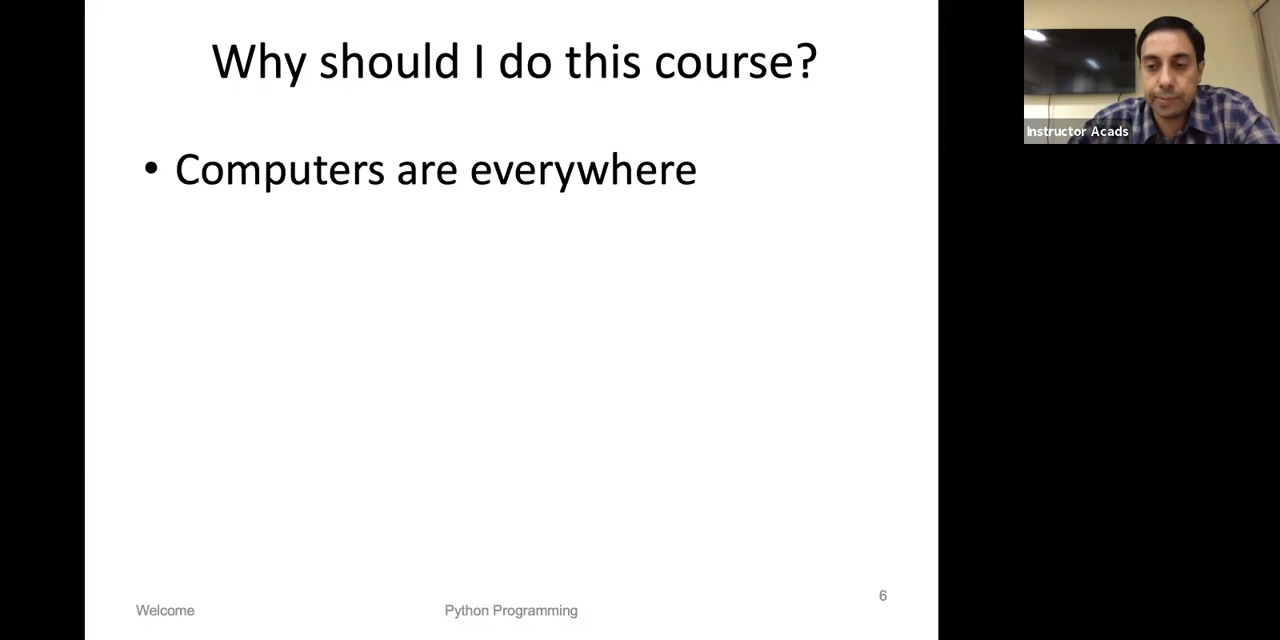 Why should I do this course?
• Computers are everywhere
Instructor Acads
Welcome
Python Programming
6